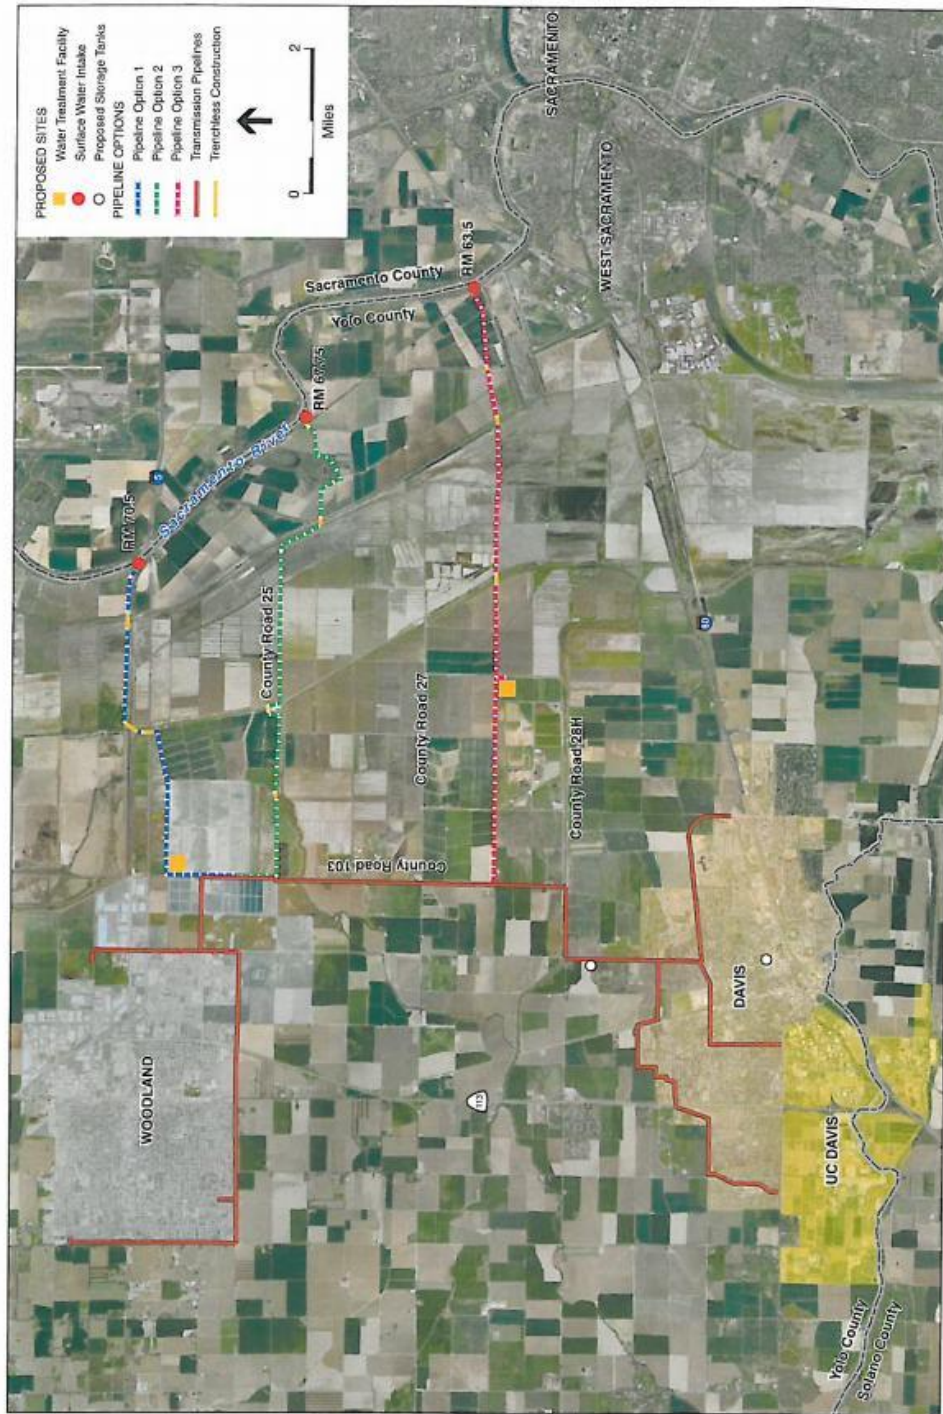 PROPOSED SITES
Water Treatment Facility
Surface Water Intake
Proposed Storage Tanks
PIPELINE OPTIONS
Pipeline Option 1
Pipeline Option 2
Pipeline Option 3
Transmission Pipelines
Trenchless Construction
0
2
Miles
RM 70.5
5
Sacramento River
RM 67.75
Sacramento County
Yolo County
RM 63.5
SACRAMENTO
WEST SACRAMENTO
County Road 25
County Road 27
County Road 103
County Road 28H
80
WOODLAND
113
DAVIS
UC DAVIS
Yolo County
Solano County